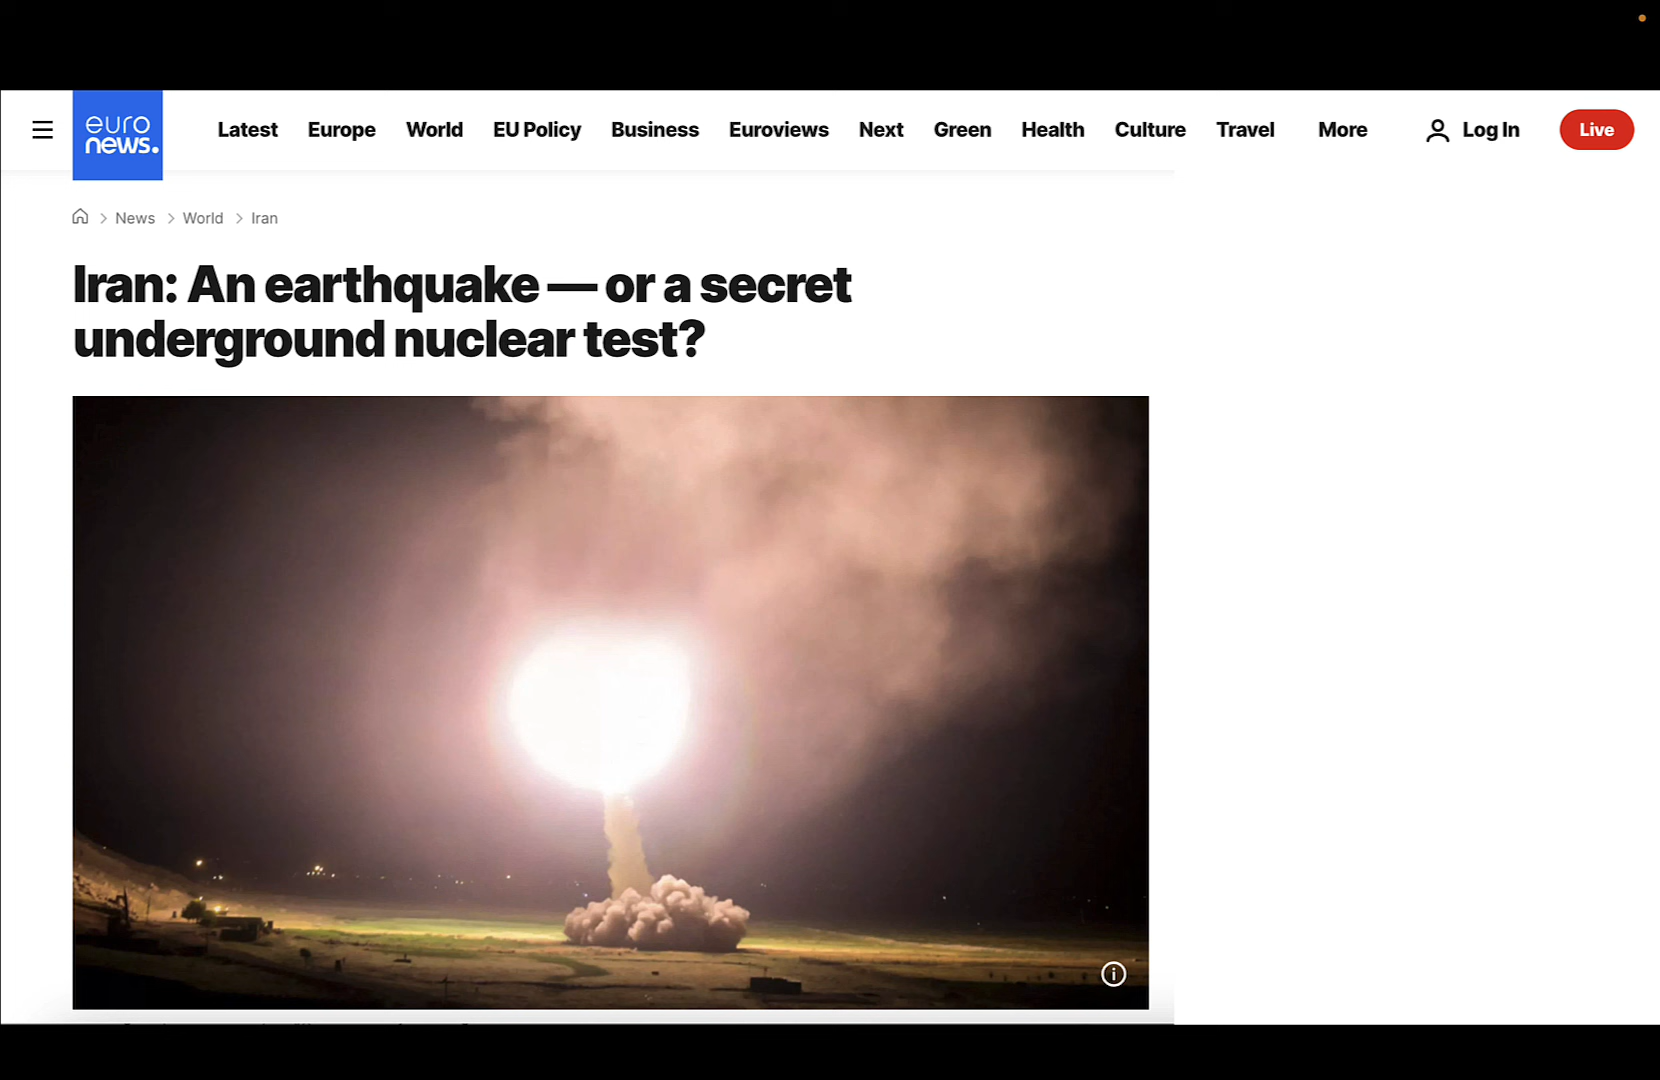 euro
news.
Latest Europe World EU Policy Business Euroviews Next Green Health Culture Travel More Log In Live
News World Iran
Iran: An earthquake — or a secret
underground nuclear test?